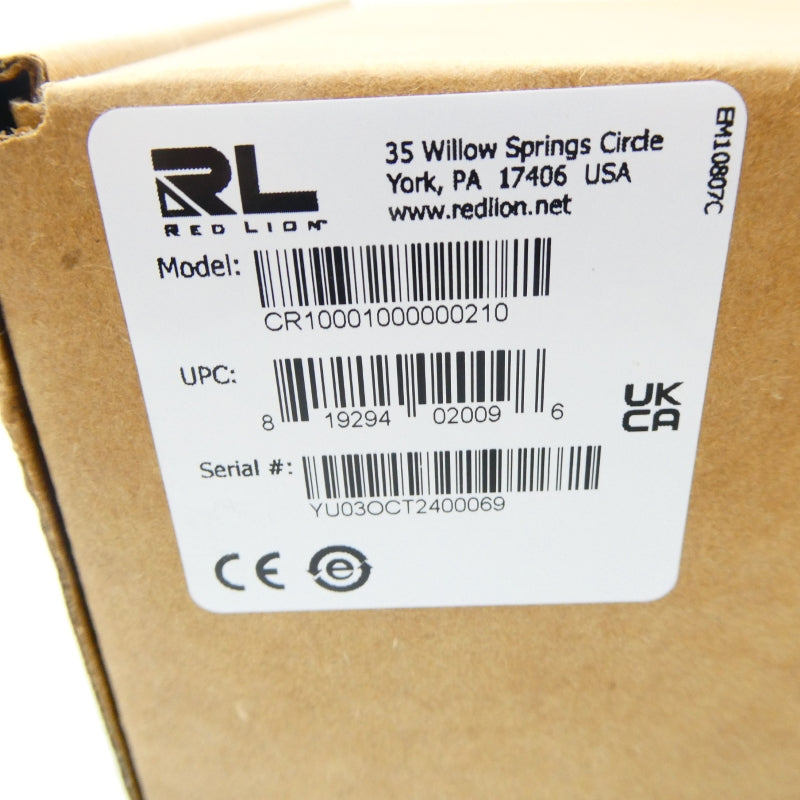 RL
RED LION™
35 Willow Springs Circle
York, PA 17406 USA
www.redlion.net
EM10807C
Model:
CR10001000000210
UPC:
8 19294 02009 6
UK
CA
Serial #:
YU03OCT2400069
CE e